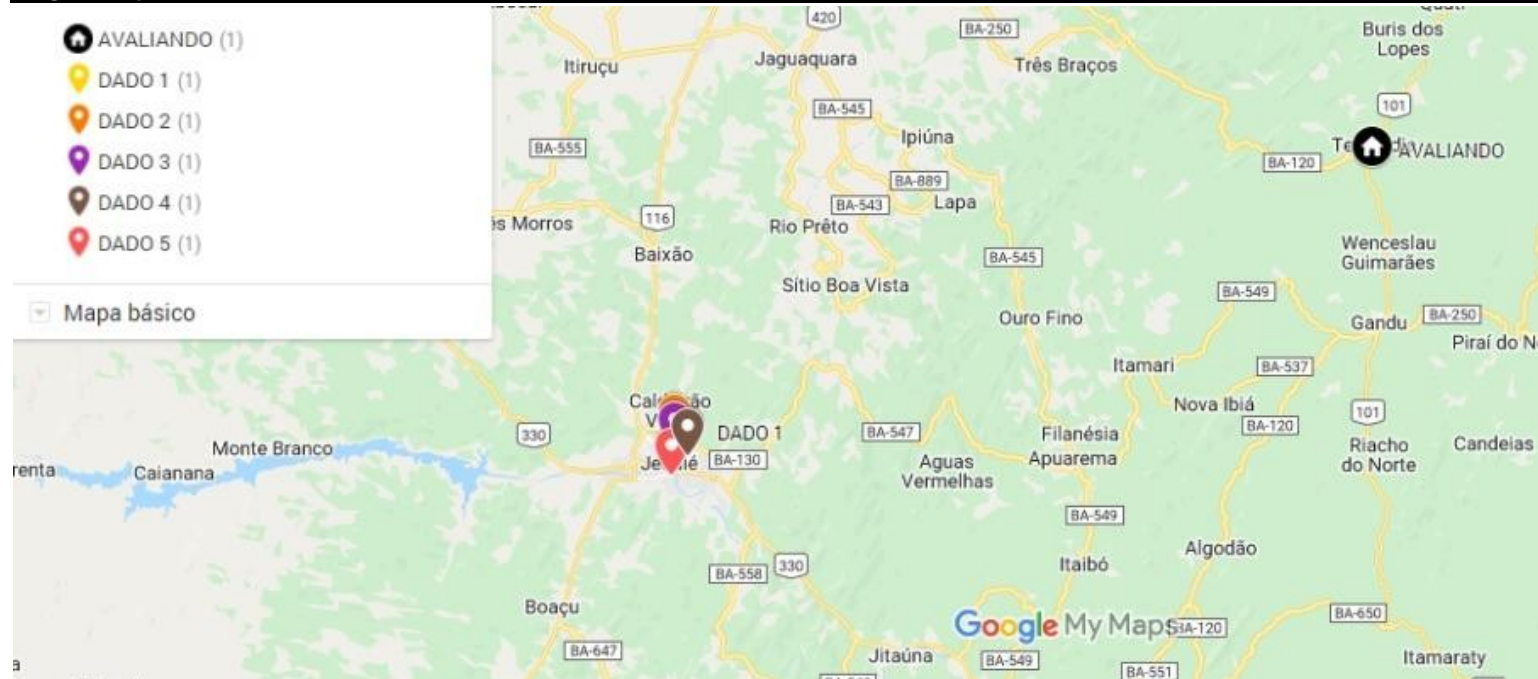 AVALIANDO (1)
DADO 1 (1)
DADO 2 (1)
DADO 3 (1)
DADO 4 (1)
DADO 5 (1)
Mapa básico
420
BA-250
Buris dos
Lopes
Itiruçu
Jaguaquara
Três Braços
BA-545
101
Ipiúna
BA-555
BA-120
AVALIANDO
BA-889
BA-543
Lapa
116
Morros
Rio Prêto
Baixão
Wenceslau
Guimarães
BA-545
Sítio Boa Vista
BA-549
Ouro Fino
Gandu
BA-250
Piraí do
Itamari
BA-537
Nova Ibiá
101
BA-120
330
DADO 1
BA-547
Filanésia
Monte Branco
Riacho
do Norte
Candeias
Caianana
BA-130
Aguas
Vermelhas
Apuarema
BA-549
Algodão
Itaibó
BA-558
330
Boaçu
Google My Maps
BA-120
BA-650
BA-647
Jitaúna
BA-549
BA-551
Itamaraty